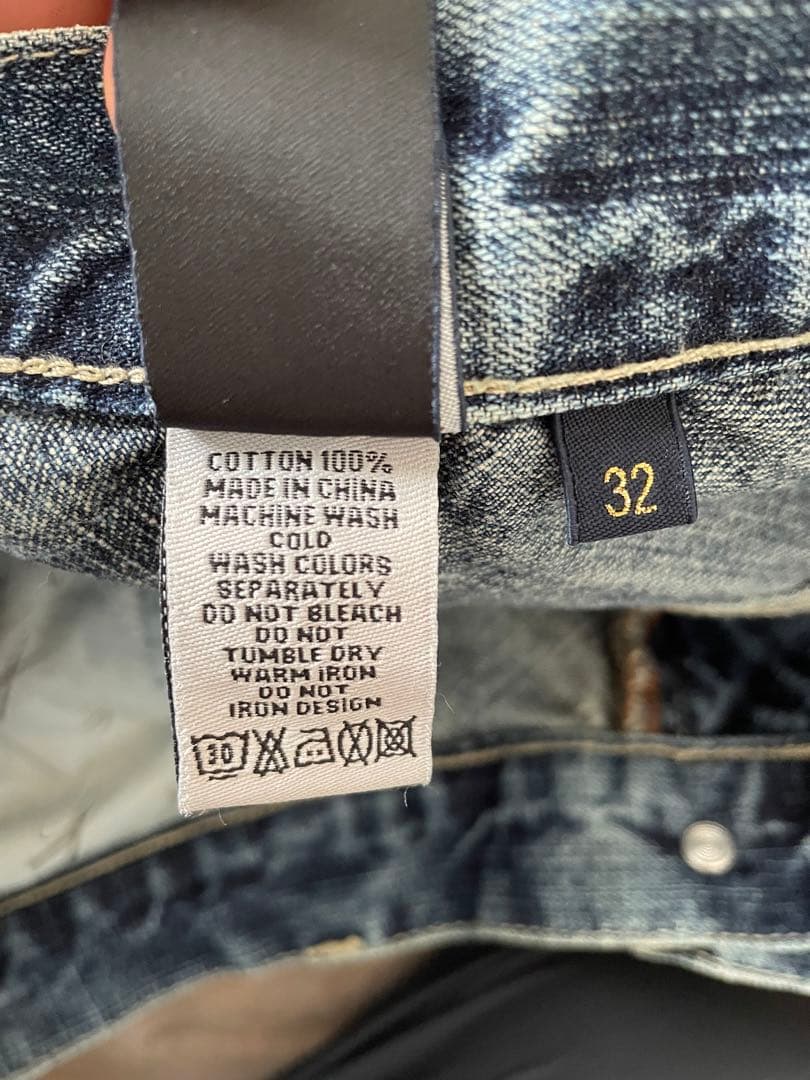 COTTON 100%
MADE IN CHINA
MACHINE WASH
COLD
WASH COLORS
SEPARATELY
DO NOT BLEACH
DO NOT
TUMBLE DRY
WARM IRON
DO NOT
IRON DESIGN
30
32